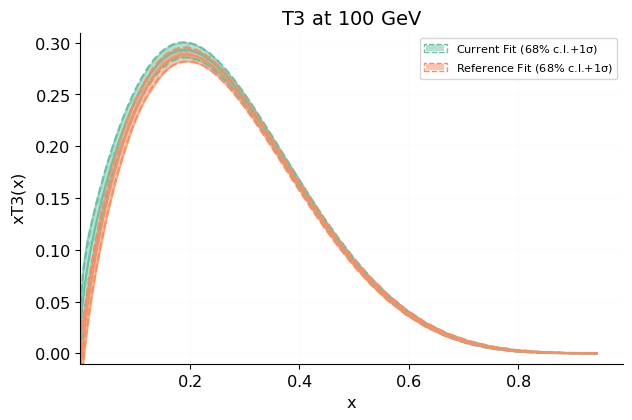 T3 at 100 GeV
xT3(x)
0.30
0.25
0.20
0.15
0.10
0.05
0.00
Current Fit (68% c.l.+1σ)
Reference Fit (68% c.l.+1σ)
0.2 0.4 0.6 0.8
x